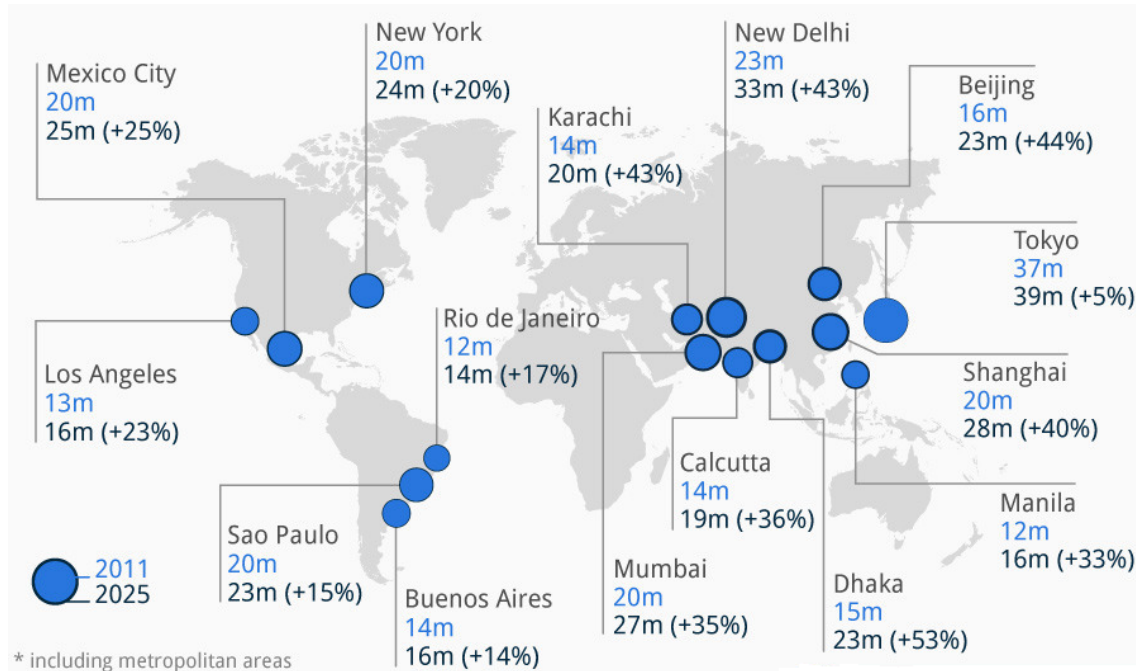 New York
20m
24m (+20%)
New Delhi
23m
33m (+43%)
Mexico City
20m
25m (+25%)
Beijing
16m
23m (+44%)
Karachi
14m
20m (+43%)
Tokyo
37m
39m (+5%)
Rio de Janeiro
12m
14m (+17%)
Los Angeles
13m
16m (+23%)
Shanghai
20m
28m (+40%)
Calcutta
14m
19m (+36%)
Manila
12m
16m (+33%)
Sao Paulo
20m
23m (+15%)
Mumbai
20m
27m (+35%)
Dhaka
15m
23m (+53%)
Buenos Aires
14m
16m (+14%)
2011
2025
* including metropolitan areas